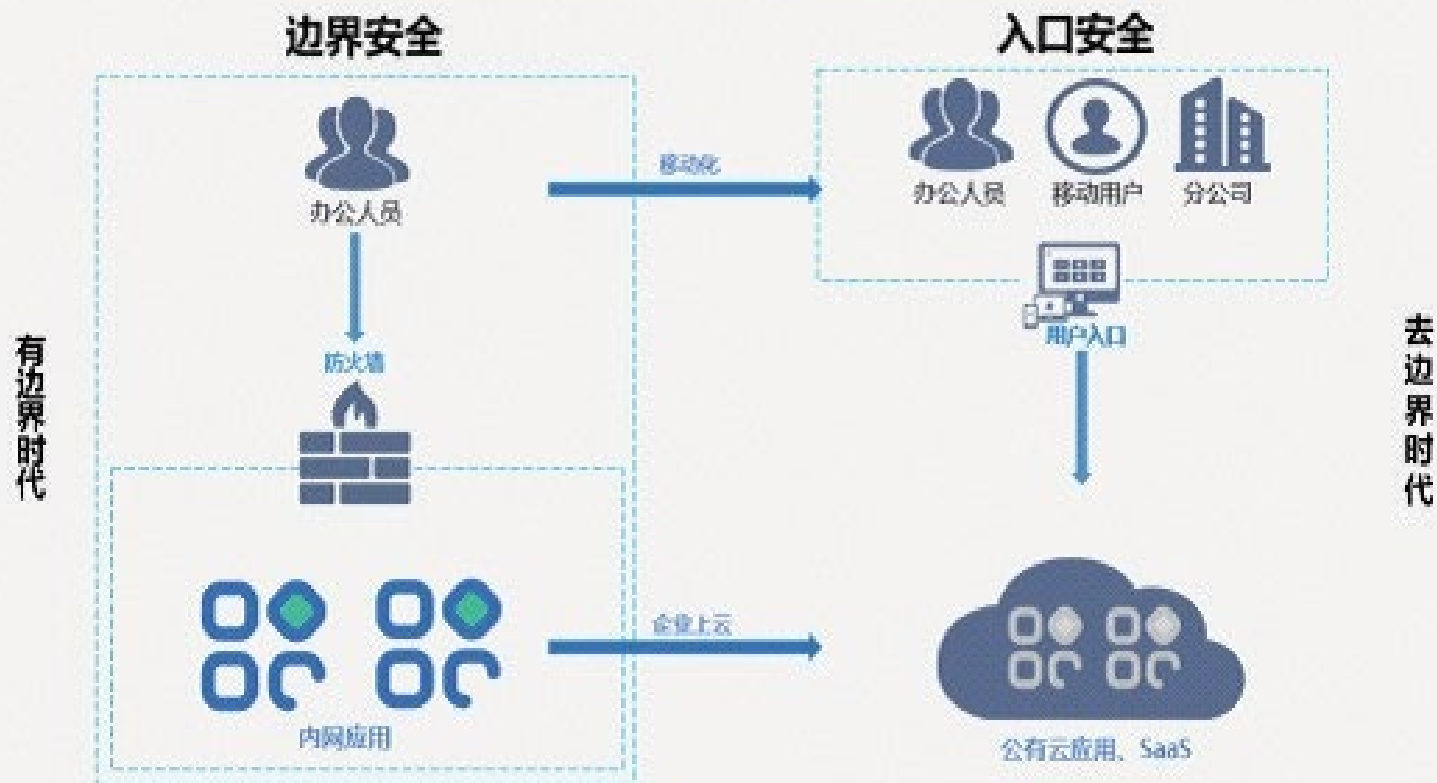 边界安全
入口安全
办公人员
移动化
办公人员
移动用户
分公司
有边界时代
防火墙
用户入口
去边界时代
企业上云
内网应用
公有云应用、SaaS